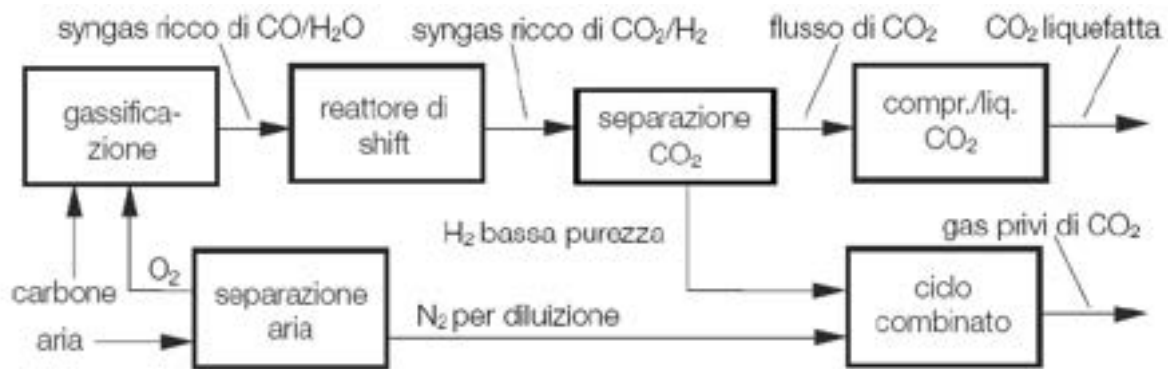 syngas ricco di CO/H₂O
syngas ricco di CO₂/H₂
flusso di CO₂
CO₂ liquefatta
gassifica-
zione
reattore di
shift
separazione
CO₂
compr./liq.
CO₂
H₂ bassa purezza
gas privi di CO₂
O₂
carbone
aria
separazione
aria
N₂ per diluizione
ciclo
combinato